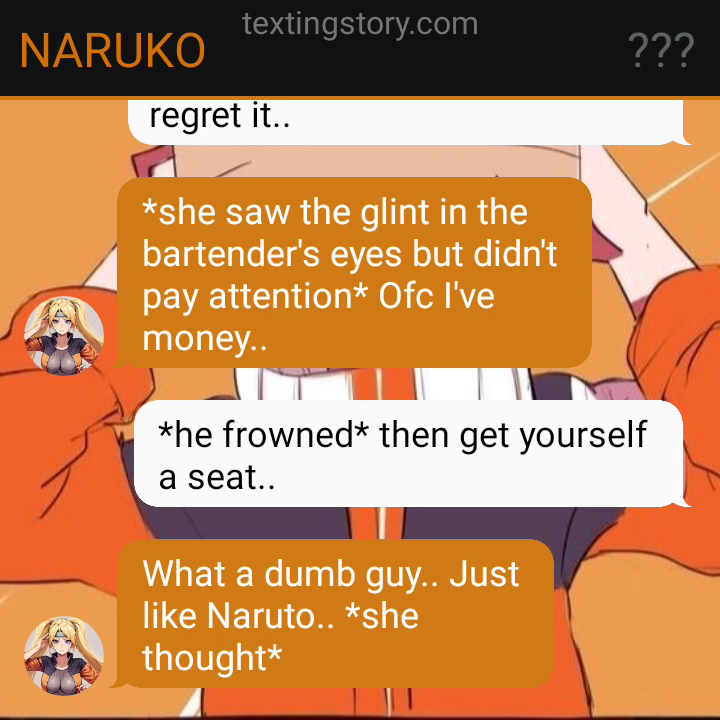 textingstory.com
NARUKO
???
regret it..
*she saw the glint in the
bartender's eyes but didn't
pay attention* Ofc I've
money..
*he frowned* then get yourself
a seat..
What a dumb guy.. Just
like Naruto.. *she
thought*